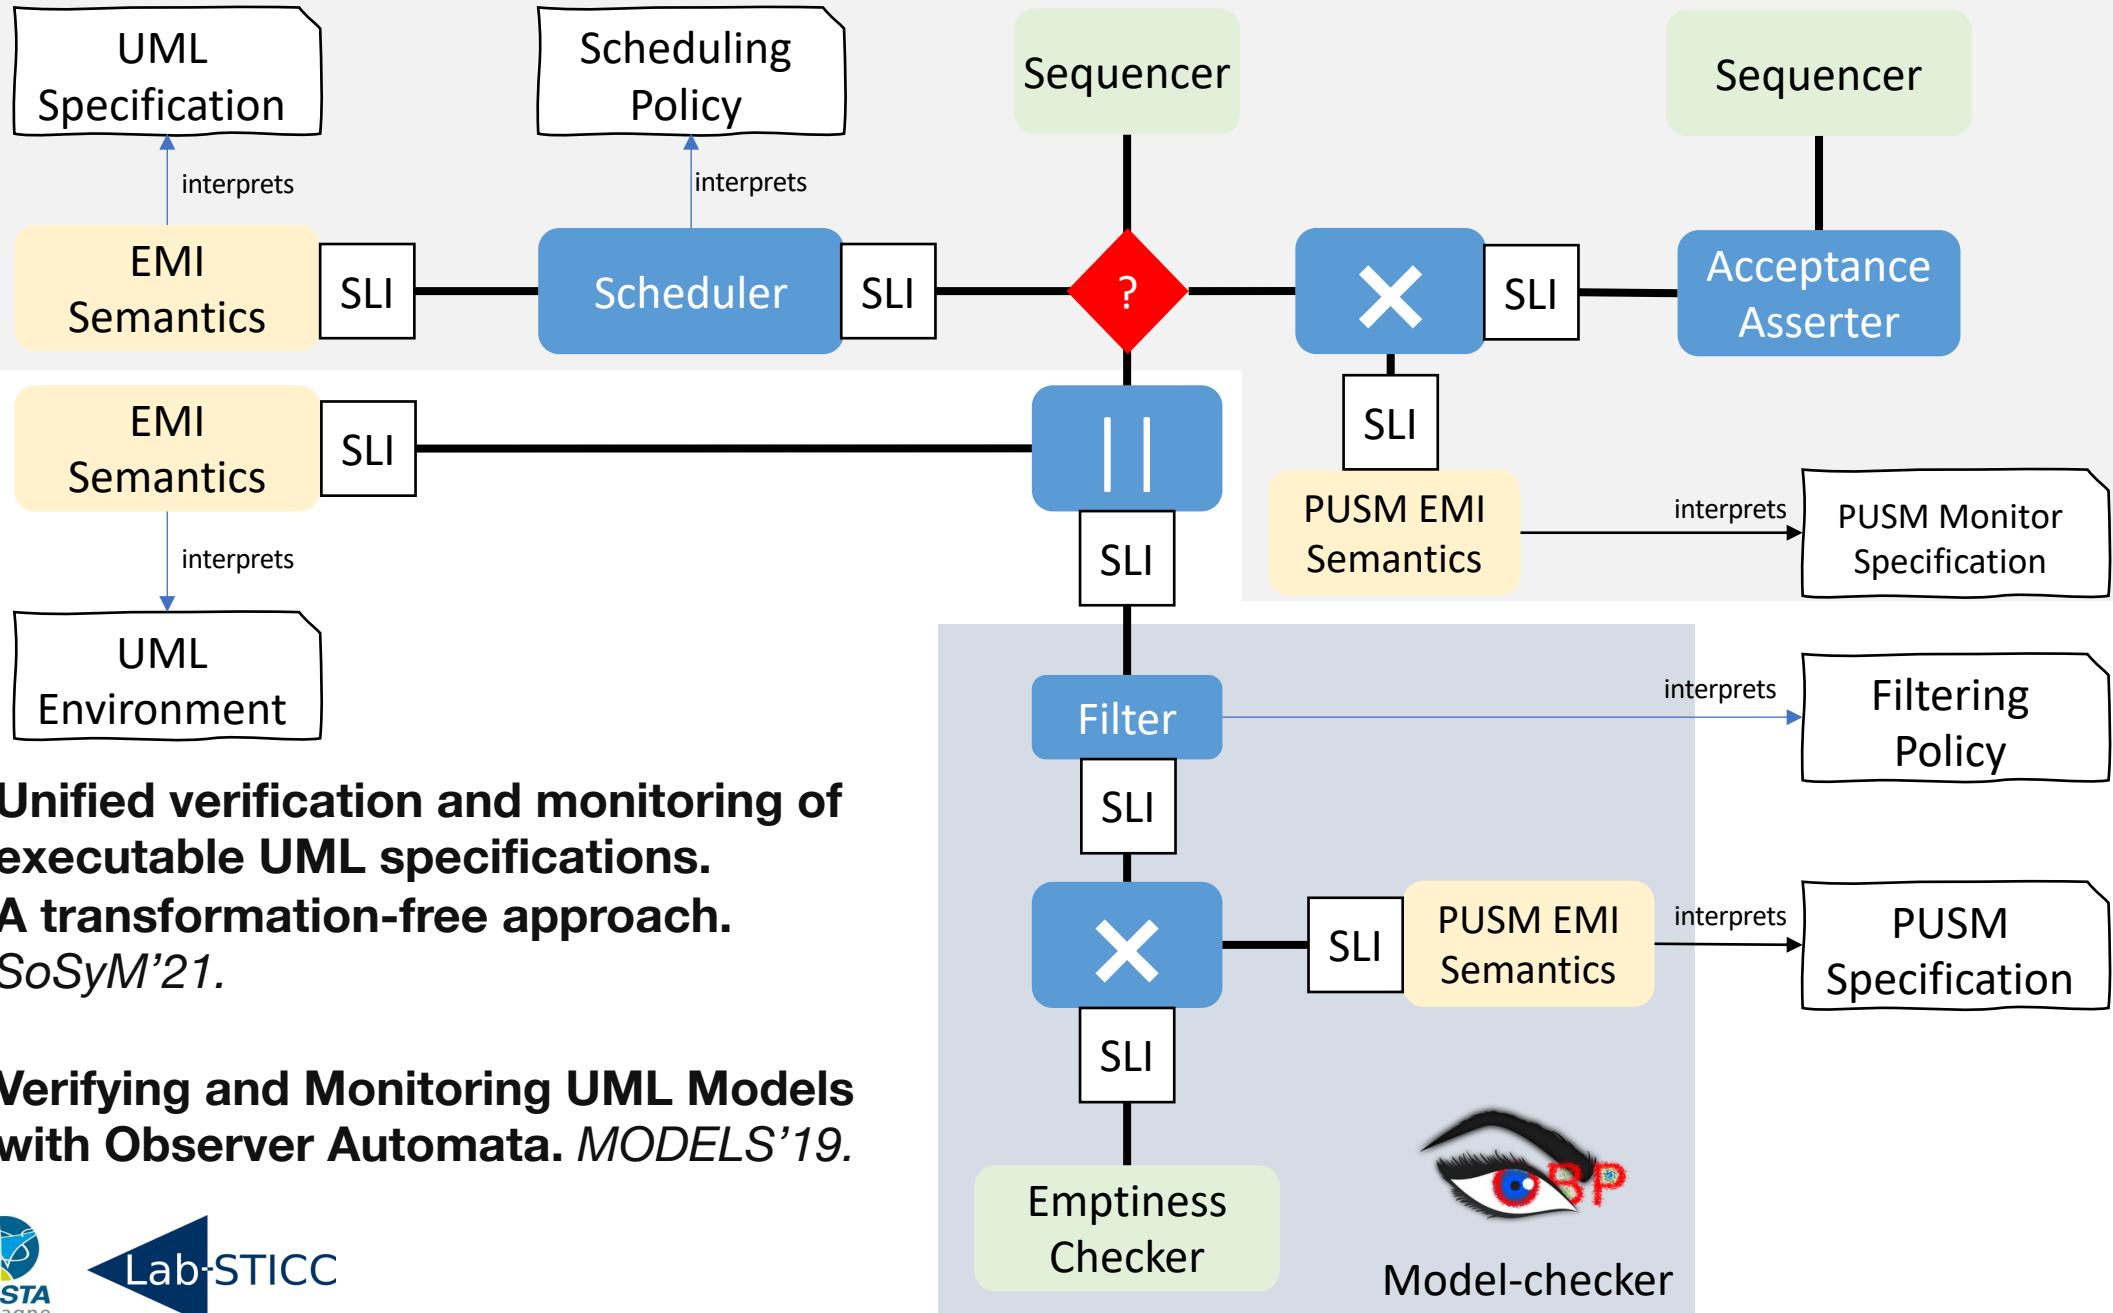 UML
Specification
Scheduling
Policy
Sequencer
Sequencer
interprets
interprets
EMI
Semantics
SLI
Scheduler
SLI
?
×
SLI
Acceptance
Asserter
EMI
Semantics
SLI
||
SLI
SLI
PUSM EMI
Semantics
interprets
PUSM Monitor
Specification
interprets
UML
Environment
Filter
interprets
Filtering
Policy
SLI
Unified verification and monitoring of
executable UML specifications.
A transformation-free approach.
SoSyM'21.
×
SLI
PUSM EMI
Semantics
interprets
PUSM
Specification
SLI
Verifying and Monitoring UML Models
with Observer Automata. MODELS'19.
Emptiness
Checker
BP
Model-checker
STA
Lab-STICC